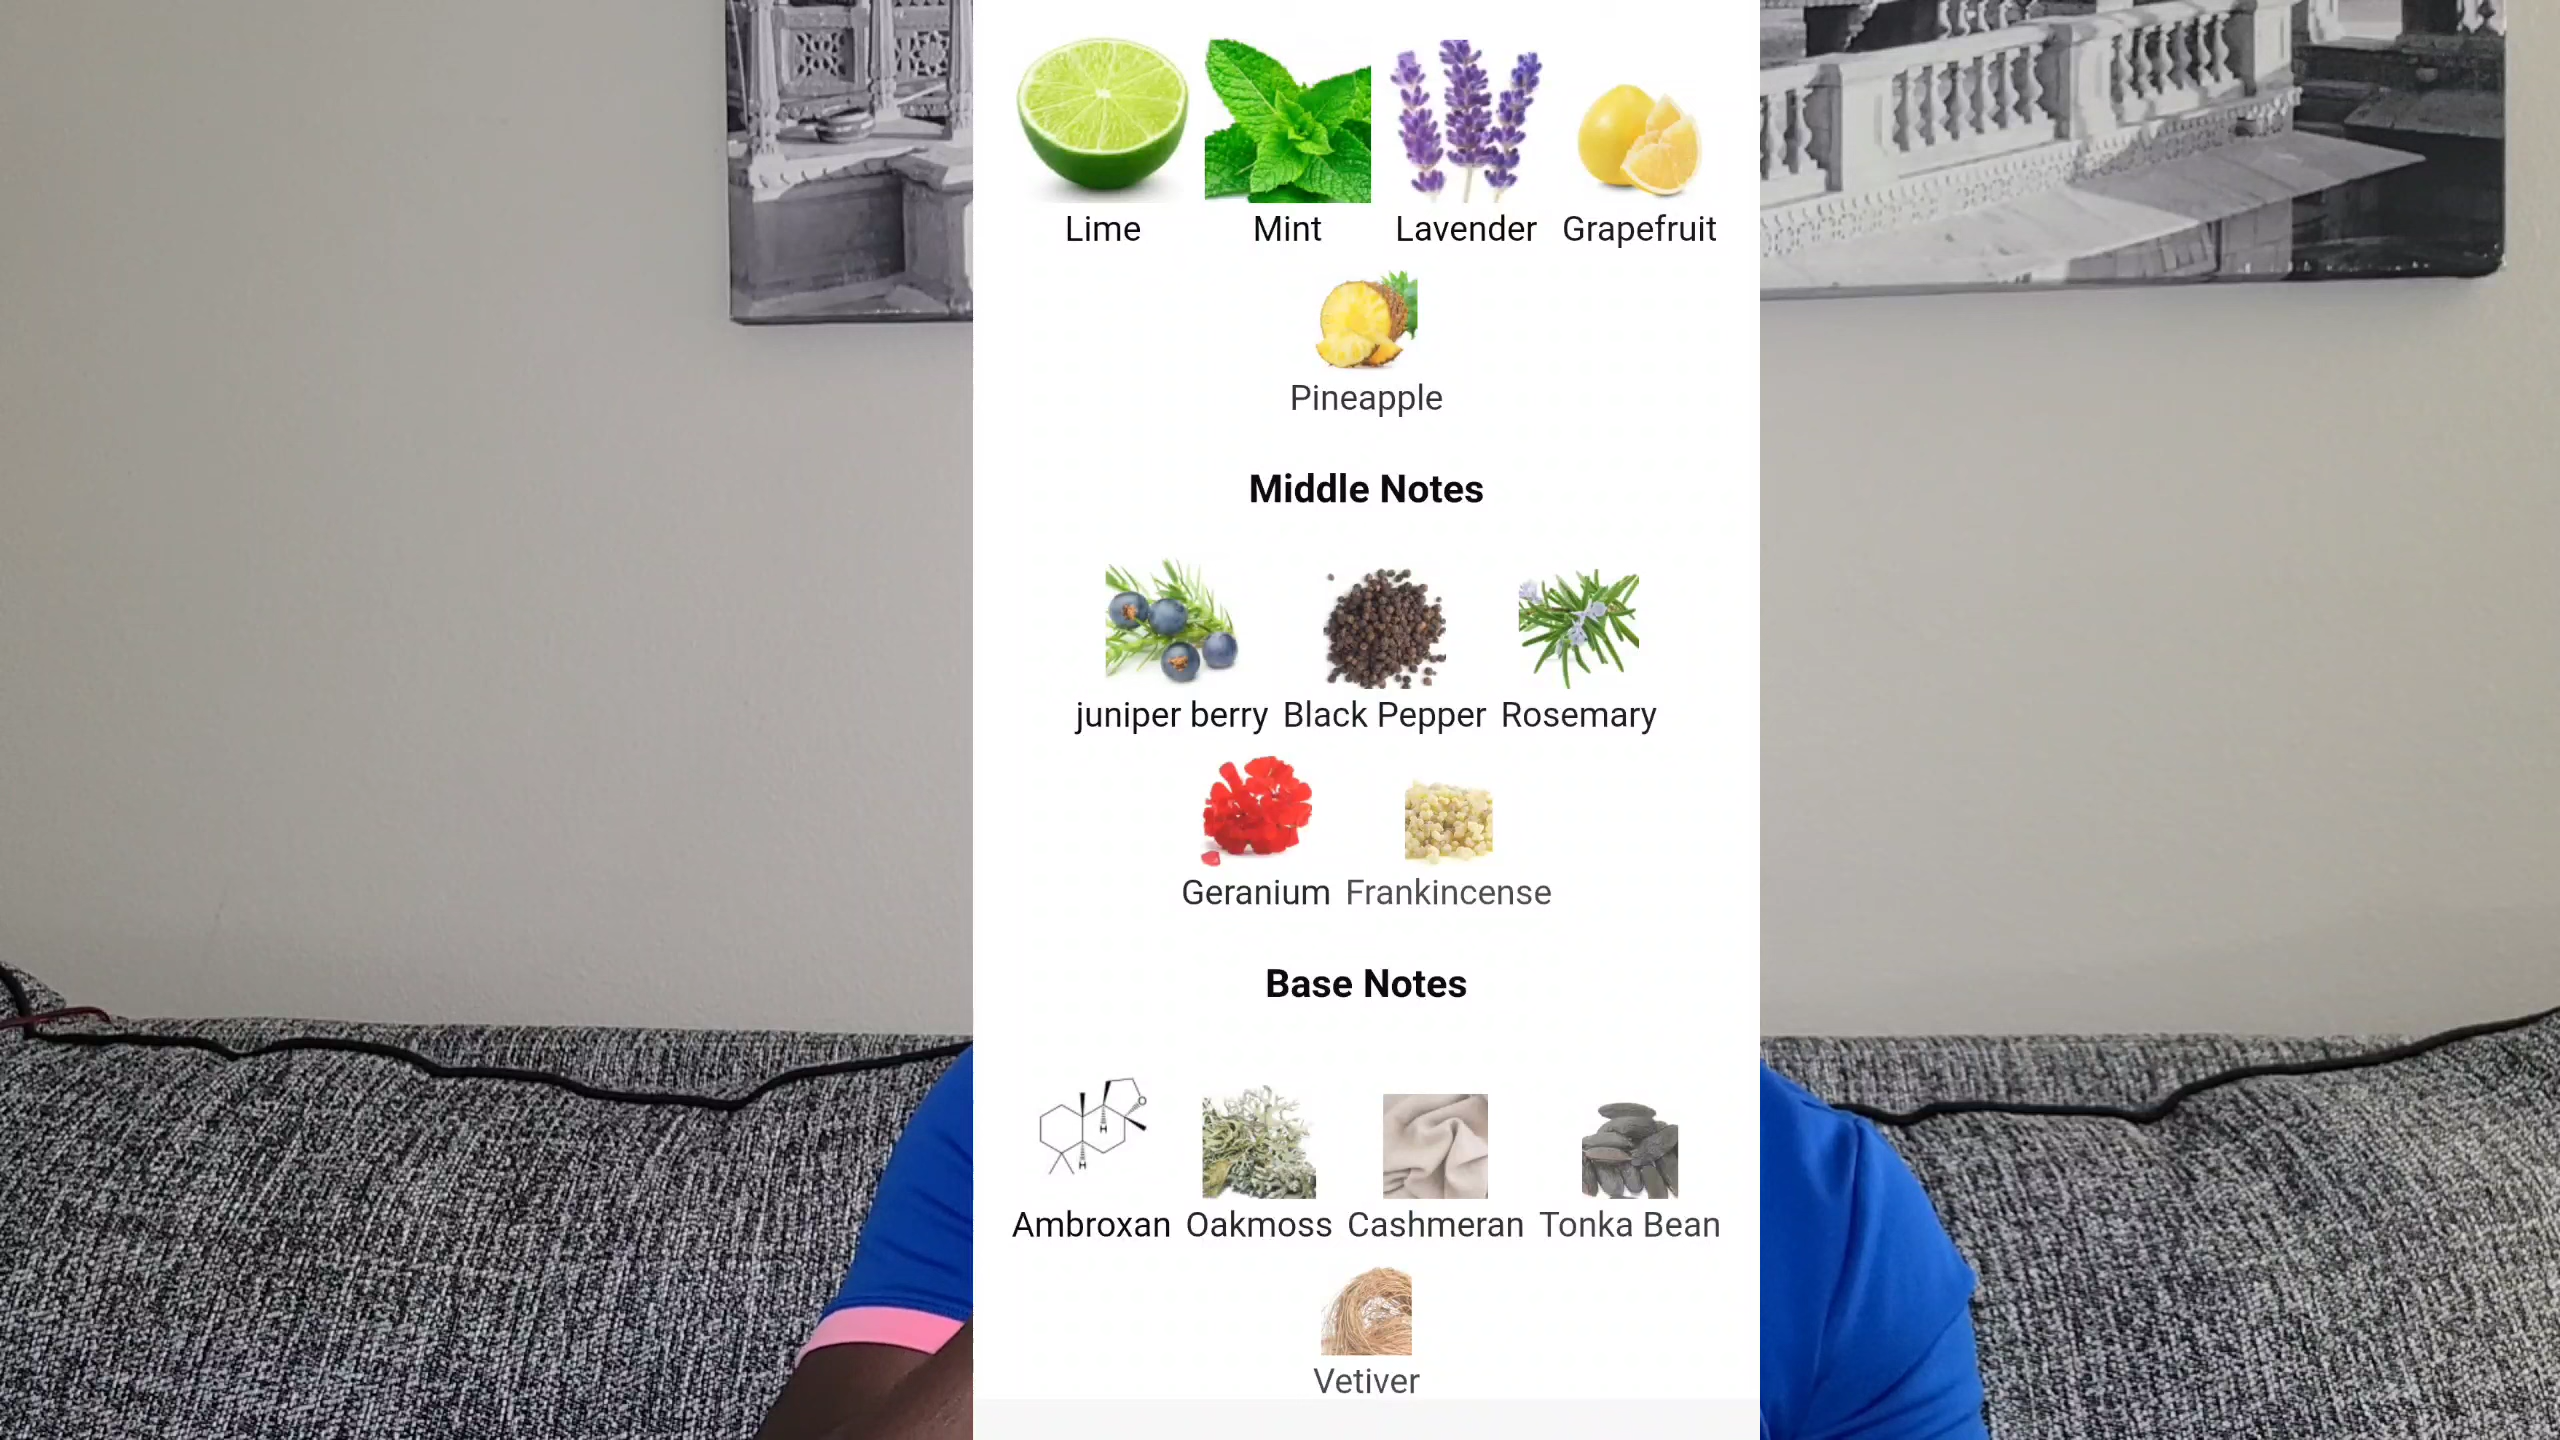 Lime Mint Lavender Grapefruit
Pineapple
Middle Notes
juniper berry Black Pepper Rosemary
Geranium Frankincense
Base Notes
Ambroxan Oakmoss Cashmeran Tonka Bean
Vetiver